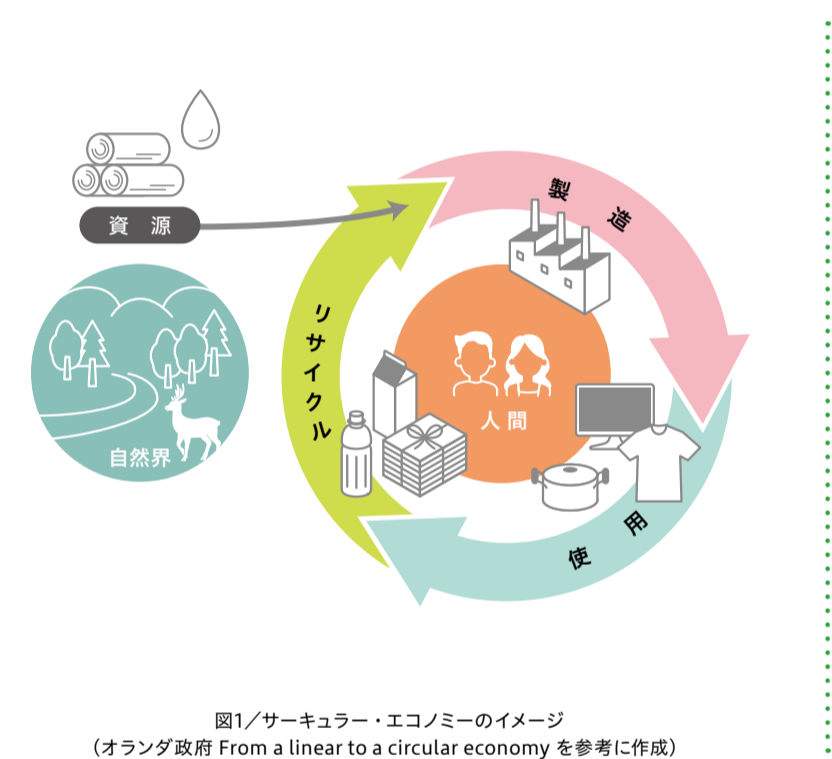 資源
製造
リサイクル
人間
自然界
使用
図1／サーキュラー・エコノミーのイメージ
（オランダ政府 From a linear to a circular economy を参考に作成）